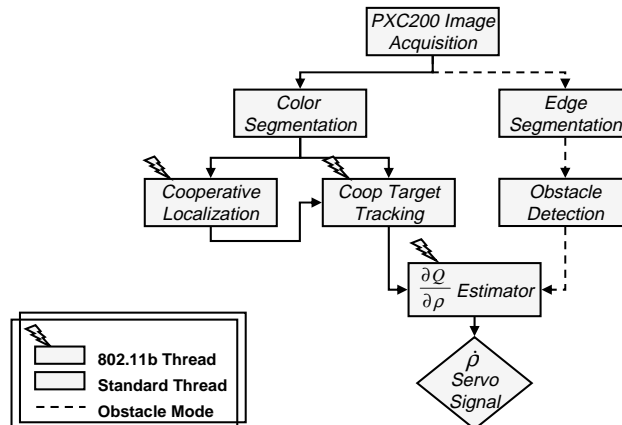 PXC200 Image
Acquisition
Color
Segmentation
Edge
Segmentation
Cooperative
Localization
Coop Target
Tracking
Obstacle
Detection
∂Q
∂ρ
Estimator
ρ̇
Servo
Signal
802.11b Thread
Standard Thread
Obstacle Mode